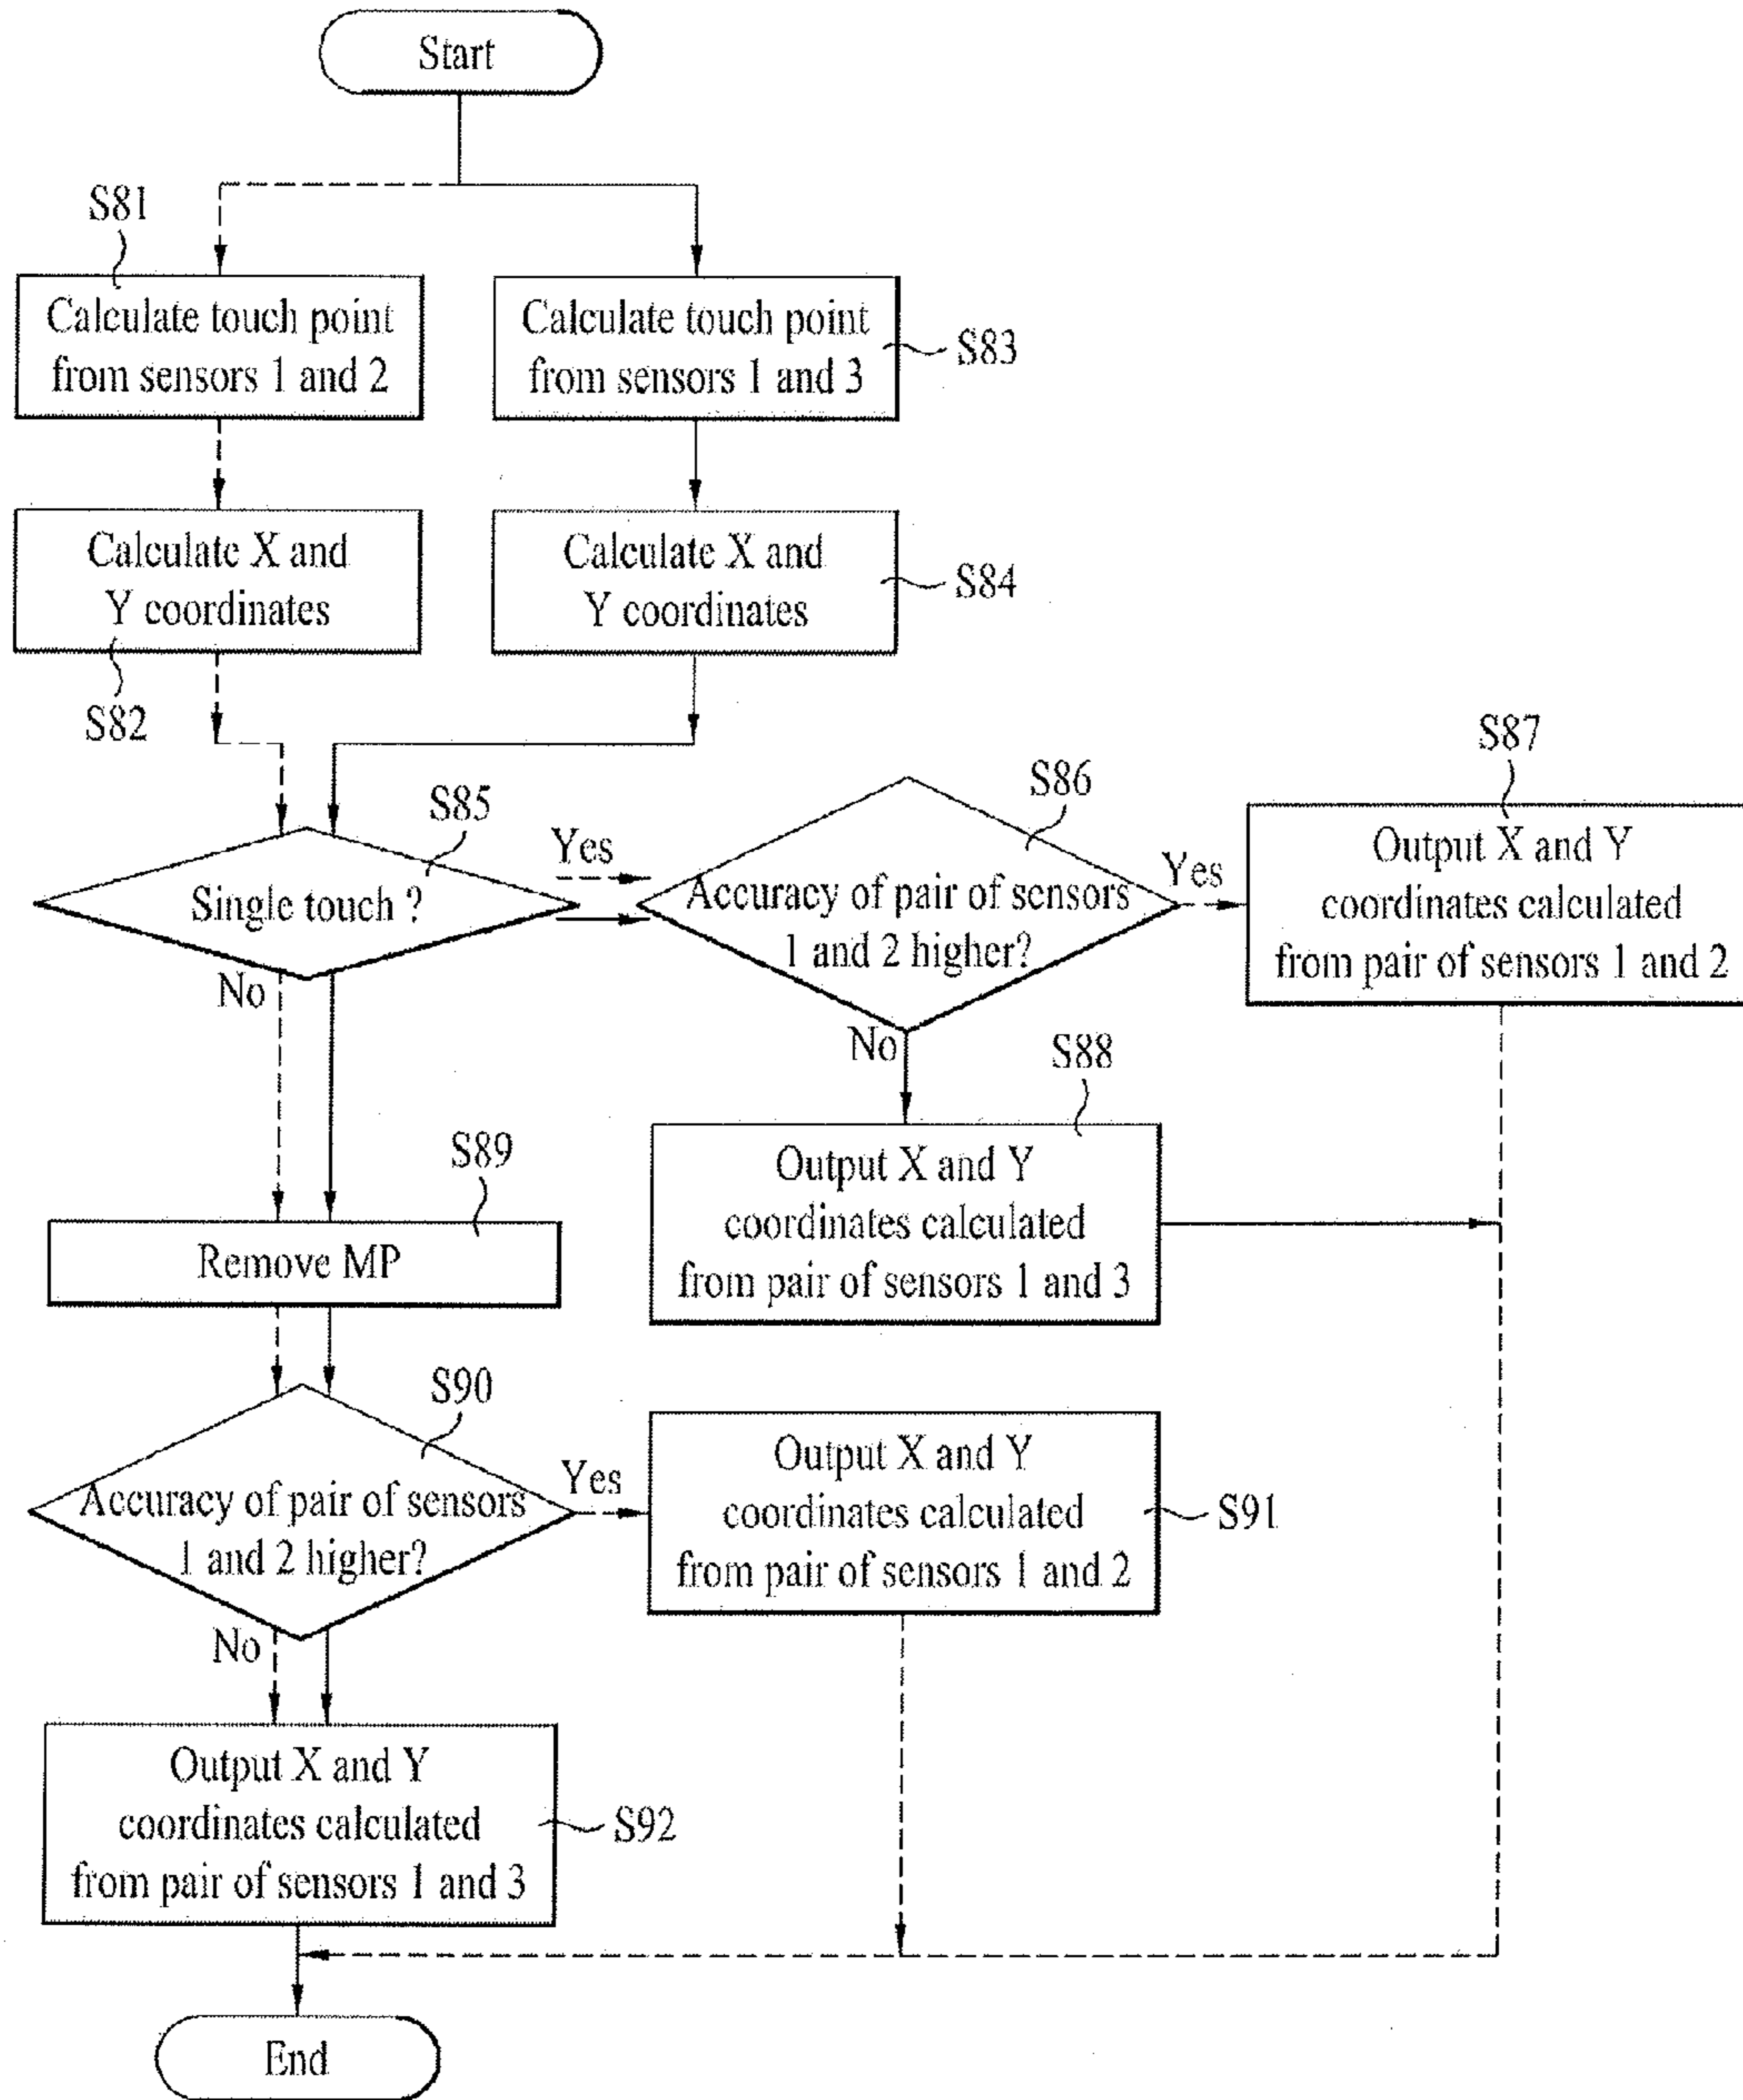 Start
S81
Calculate touch point
from sensors 1 and 2
Calculate touch point
from sensors 1 and 3
S83
Calculate X and
Y coordinates
S82
Calculate X and
Y coordinates
S84
S85
Single touch ?
Yes
No
S86
Accuracy of pair of sensors
1 and 2 higher?
Yes
No
S87
Output X and Y
coordinates calculated
from pair of sensors 1 and 2
S88
Output X and Y
coordinates calculated
from pair of sensors 1 and 3
S89
Remove MP
S90
Accuracy of pair of sensors
1 and 2 higher?
Yes
No
Output X and Y
coordinates calculated
from pair of sensors 1 and 2
S91
Output X and Y
coordinates calculated
from pair of sensors 1 and 3
S92
End